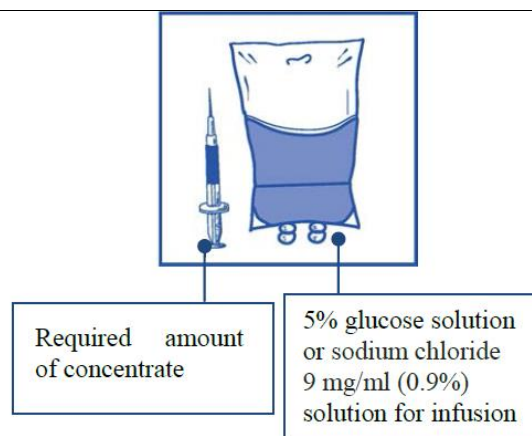 Required amount
of concentrate
5% glucose solution
or sodium chloride
9 mg/ml (0.9%)
solution for infusion